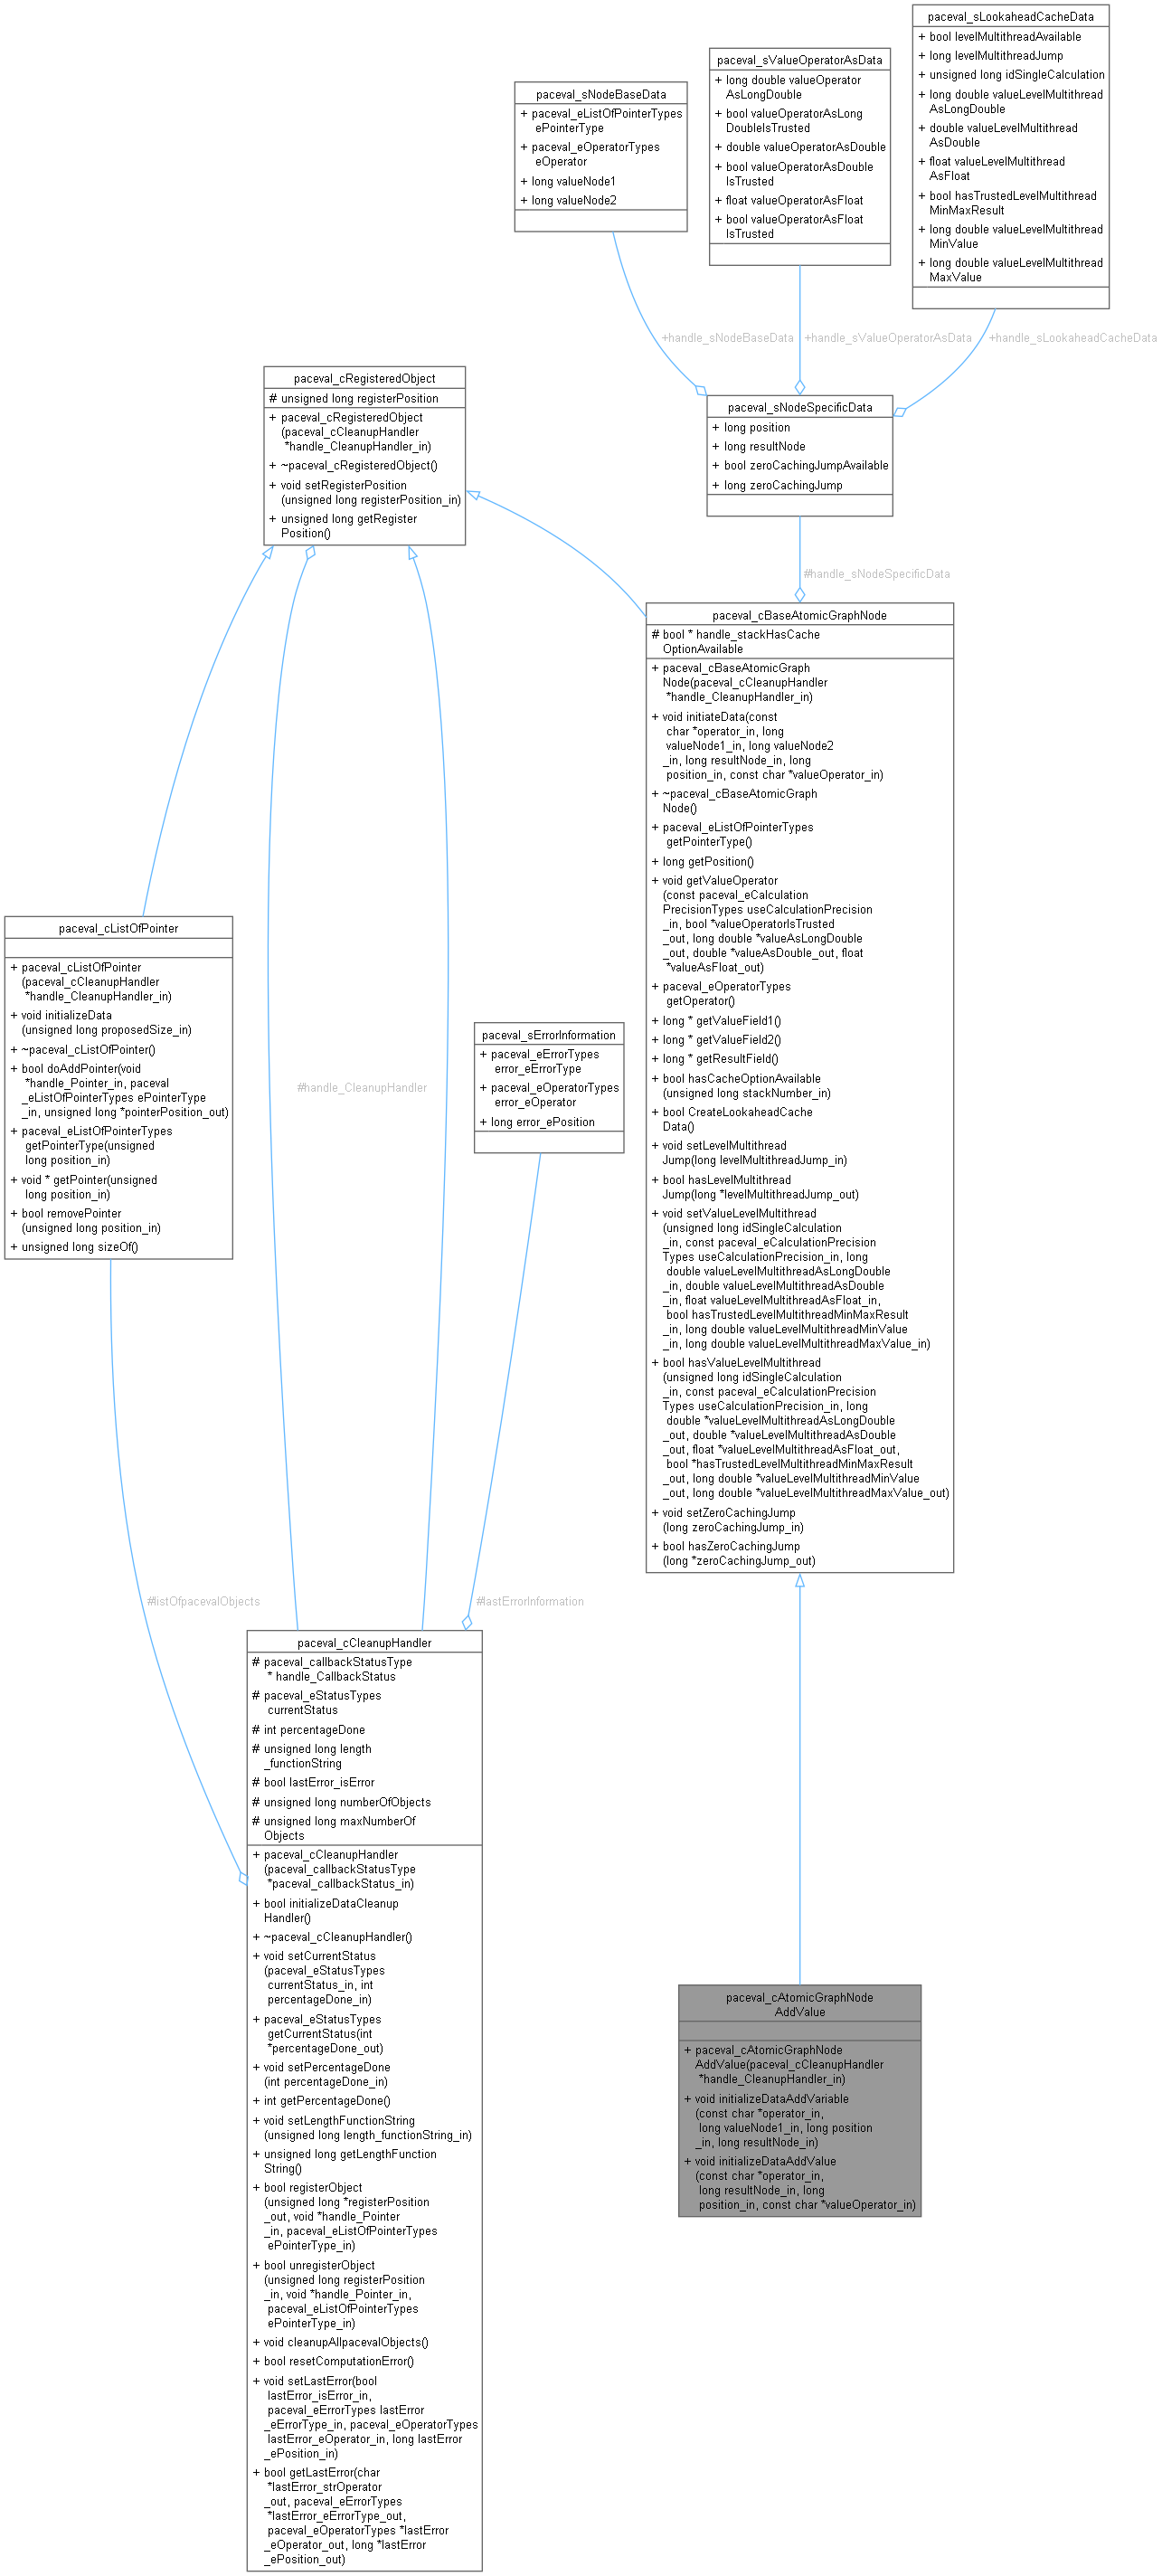 paceval_sLookaheadCacheData
+ bool levelMultithreadAvailable
+ long levelMultithreadJump
+ unsigned long idSingleCalculation
+ long double valueLevelMultithread
AsLongDouble
+ double valueLevelMultithread
AsDouble
+ float valueLevelMultithread
AsFloat
+ bool hasTrustedLevelMultithread
MinMaxResult
+ long double valueLevelMultithread
MinValue
+ long double valueLevelMultithread
MaxValue
paceval_sValueOperatorAsData
+ long double valueOperator
AsLongDouble
+ bool valueOperatorAsLong
DoubleIsTrusted
+ double valueOperatorAsDouble
+ bool valueOperatorAsDouble
IsTrusted
+ float valueOperatorAsFloat
+ bool valueOperatorAsFloat
IsTrusted
paceval_sNodeBaseData
+ paceval_eListOfPointerTypes
ePointerType
+ paceval_eOperatorTypes
eOperator
+ long valueNode1
+ long valueNode2
+handle_sNodeBaseData
+handle_sValueOperatorAsData
+handle_sLookaheadCacheData
paceval_cRegisteredObject
# unsigned long registerPosition
+ paceval_cRegisteredObject
(paceval_cCleanupHandler
*handle_CleanupHandler_in)
+ ~paceval_cRegisteredObject()
+ void setRegisterPosition
(unsigned long registerPosition_in)
+ unsigned long getRegister
Position()
paceval_sNodeSpecificData
+ long position
+ long resultNode
+ bool zeroCachingJumpAvailable
+ long zeroCachingJump
#handle_sNodeSpecificData
paceval_cBaseAtomicGraphNode
# bool * handle_stackHasCache
OptionAvailable
+ paceval_cBaseAtomicGraph
Node(paceval_cCleanupHandler
*handle_CleanupHandler_in)
+ void initiateData(const
char *operator_in, long
valueNode1_in, long valueNode2
_in, long resultNode_in, long
position_in, const char *valueOperator_in)
+ ~paceval_cBaseAtomicGraph
Node()
+ paceval_eListOfPointerTypes
getPointerType()
+ long getPosition()
+ void getValueOperator
(const paceval_eCalculation
PrecisionTypes useCalculationPrecision
_in, bool *valueOperatorIsTrusted
_out, long double *valueAsLongDouble
_out, double *valueAsDouble_out, float
*valueAsFloat_out)
+ paceval_eOperatorTypes
getOperator()
+ long * getValueField1()
+ long * getValueField2()
+ long * getResultField()
+ bool hasCacheOptionAvailable
(unsigned long stackNumber_in)
+ bool CreateLookaheadCache
Data()
+ void setLevelMultithread
Jump(long levelMultithreadJump_in)
+ bool hasLevelMultithread
Jump(long *levelMultithreadJump_out)
+ void setValueLevelMultithread
(unsigned long idSingleCalculation
_in, const paceval_eCalculationPrecision
Types useCalculationPrecision_in, long
double valueLevelMultithreadAsLongDouble
_in, double valueLevelMultithreadAsDouble
_in, float valueLevelMultithreadAsFloat_in,
bool hasTrustedLevelMultithreadMinMaxResult
_in, long double valueLevelMultithreadMinValue
_in, long double valueLevelMultithreadMaxValue_in)
+ bool hasValueLevelMultithread
(unsigned long idSingleCalculation
_in, const paceval_eCalculationPrecision
Types useCalculationPrecision_in, long
double *valueLevelMultithreadAsLongDouble
_out, double *valueLevelMultithreadAsDouble
_out, float *valueLevelMultithreadAsFloat_out,
bool *hasTrustedLevelMultithreadMinMaxResult
_out, long double *valueLevelMultithreadMinValue
_out, long double *valueLevelMultithreadMaxValue_out)
+ void setZeroCachingJump
(long zeroCachingJump_in)
+ bool hasZeroCachingJump
(long *zeroCachingJump_out)
paceval_cListOfPointer
+ paceval_cListOfPointer
(paceval_cCleanupHandler
*handle_CleanupHandler_in)
+ void initializeData
(unsigned long proposedSize_in)
+ ~paceval_cListOfPointer()
+ bool doAddPointer(void
*handle_Pointer_in, paceval
_eListOfPointerTypes ePointerType
_in, unsigned long *pointerPosition_out)
+ paceval_eListOfPointerTypes
getPointerType(unsigned
long position_in)
+ void * getPointer(unsigned
long position_in)
+ bool removePointer
(unsigned long position_in)
+ unsigned long sizeOf()
#handle_CleanupHandler
paceval_sErrorInformation
+ paceval_eErrorTypes
error_eErrorType
+ paceval_eOperatorTypes
error_eOperator
+ long error_ePosition
#listOfpacevalObjects
#lastErrorInformation
paceval_cCleanupHandler
# paceval_callbackStatusType
* handle_CallbackStatus
# paceval_eStatusTypes
currentStatus
# int percentageDone
# unsigned long length
_functionString
# bool lastError_isError
# unsigned long numberOfObjects
# unsigned long maxNumberOf
Objects
+ paceval_cCleanupHandler
(paceval_callbackStatusType
*paceval_callbackStatus_in)
+ bool initializeDataCleanup
Handler()
+ ~paceval_cCleanupHandler()
+ void setCurrentStatus
(paceval_eStatusTypes
currentStatus_in, int
percentageDone_in)
+ paceval_eStatusTypes
getCurrentStatus(int
*percentageDone_out)
+ void setPercentageDone
(int percentageDone_in)
+ int getPercentageDone()
+ void setLengthFunctionString
(unsigned long length_functionString_in)
+ unsigned long getLengthFunction
String()
+ bool registerObject
(unsigned long *registerPosition
_out, void *handle_Pointer
_in, paceval_eListOfPointerTypes
ePointerType_in)
+ bool unregisterObject
(unsigned long registerPosition
_in, void *handle_Pointer_in,
paceval_eListOfPointerTypes
ePointerType_in)
+ void cleanupAllpacevalObjects()
+ bool resetComputationError()
+ void setLastError(bool
lastError_isError_in,
paceval_eErrorTypes lastError
_eErrorType_in, paceval_eOperatorTypes
lastError_eOperator_in, long lastError
_ePosition_in)
+ bool getLastError(char
*lastError_strOperator
_out, paceval_eErrorTypes
*lastError_eErrorType_out,
paceval_eOperatorTypes *lastError
_eOperator_out, long *lastError
_ePosition_out)
paceval_cAtomicGraphNode
AddValue
+ paceval_cAtomicGraphNode
AddValue(paceval_cCleanupHandler
*handle_CleanupHandler_in)
+ void initializeDataAddVariable
(const char *operator_in,
long valueNode1_in, long position
_in, long resultNode_in)
+ void initializeDataAddValue
(const char *operator_in,
long resultNode_in, long
position_in, const char *valueOperator_in)